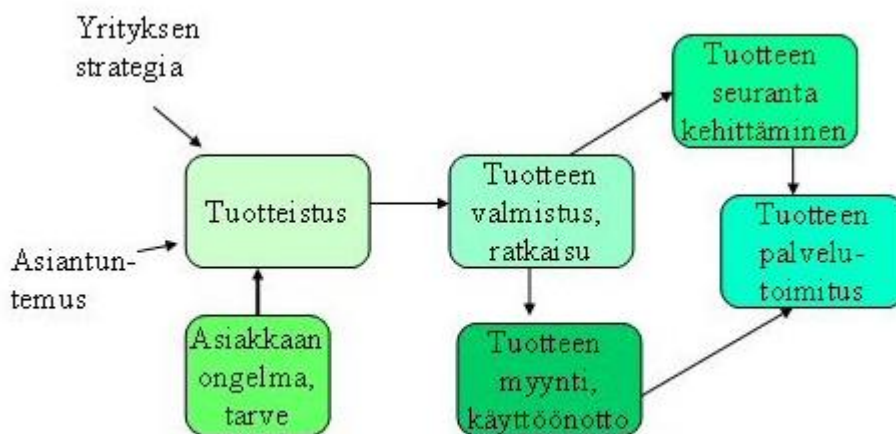 Yrityksen
strategia
Asiantun-
temus
Tuotteistus
Asiakkaan
ongelma,
tarve
Tuotteen
valmistus,
ratkaisu
Tuotteen
myynti,
käyttöönotto
Tuotteen
seuranta
kehittäminen
Tuotteen
palvelu-
toimitus